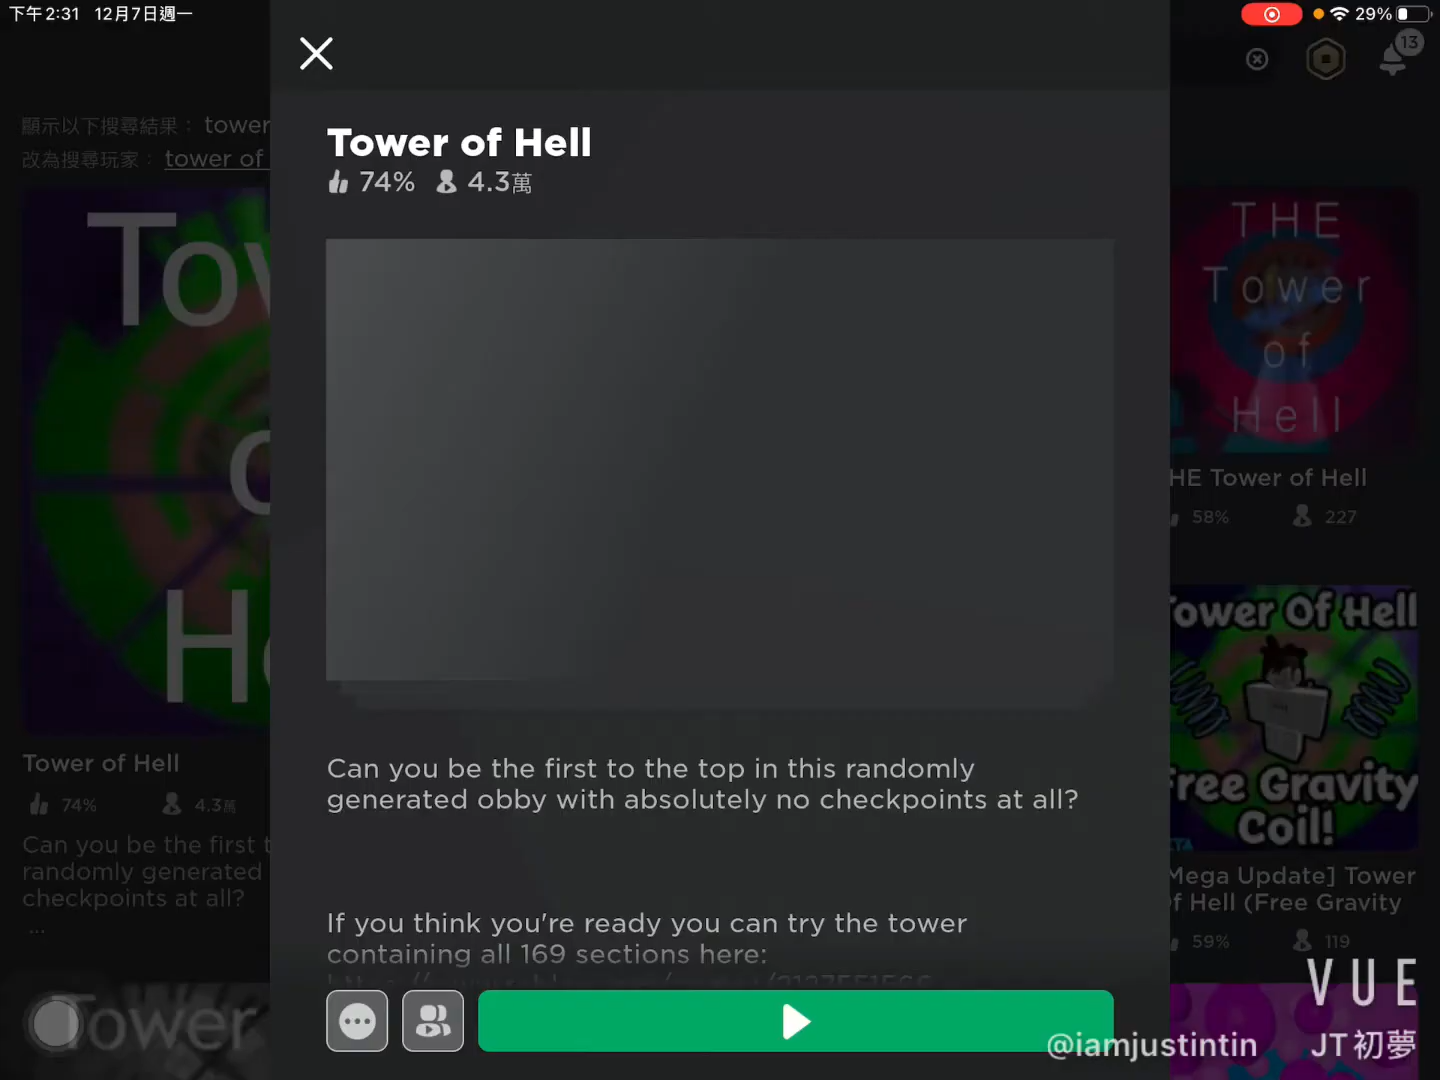 下午2:31 12月7日週一
29%
13
顯示以下搜尋結果： tower
改為搜尋玩家： tower of
Tower of Hell
74% 4.3萬
Tow
H
Tower of Hell
74% 4.3萬
Can you be the first t
randomly generated
checkpoints at all?
...
Tower
Can you be the first to the top in this randomly
generated obby with absolutely no checkpoints at all?
If you think you're ready you can try the tower
containing all 169 sections here:
THE
Tower
of
Hell
HE Tower of Hell
58% 227
Tower Of Hell
Free Gravity
Coil!
Mega Update] Tower
Of Hell (Free Gravity
59% 119
VUE
@iamjustintin JT初夢